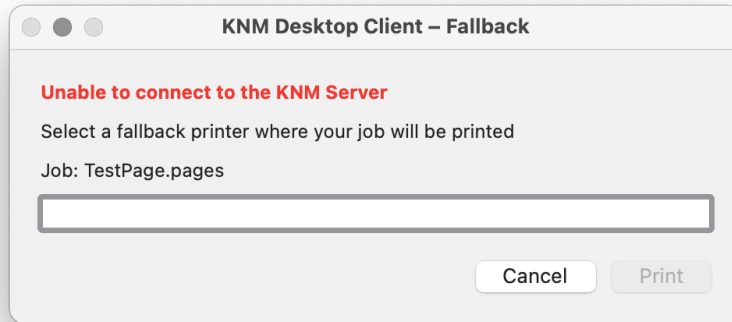 KNM Desktop Client – Fallback
Unable to connect to the KNM Server
Select a fallback printer where your job will be printed
Job: TestPage.pages
Cancel
Print